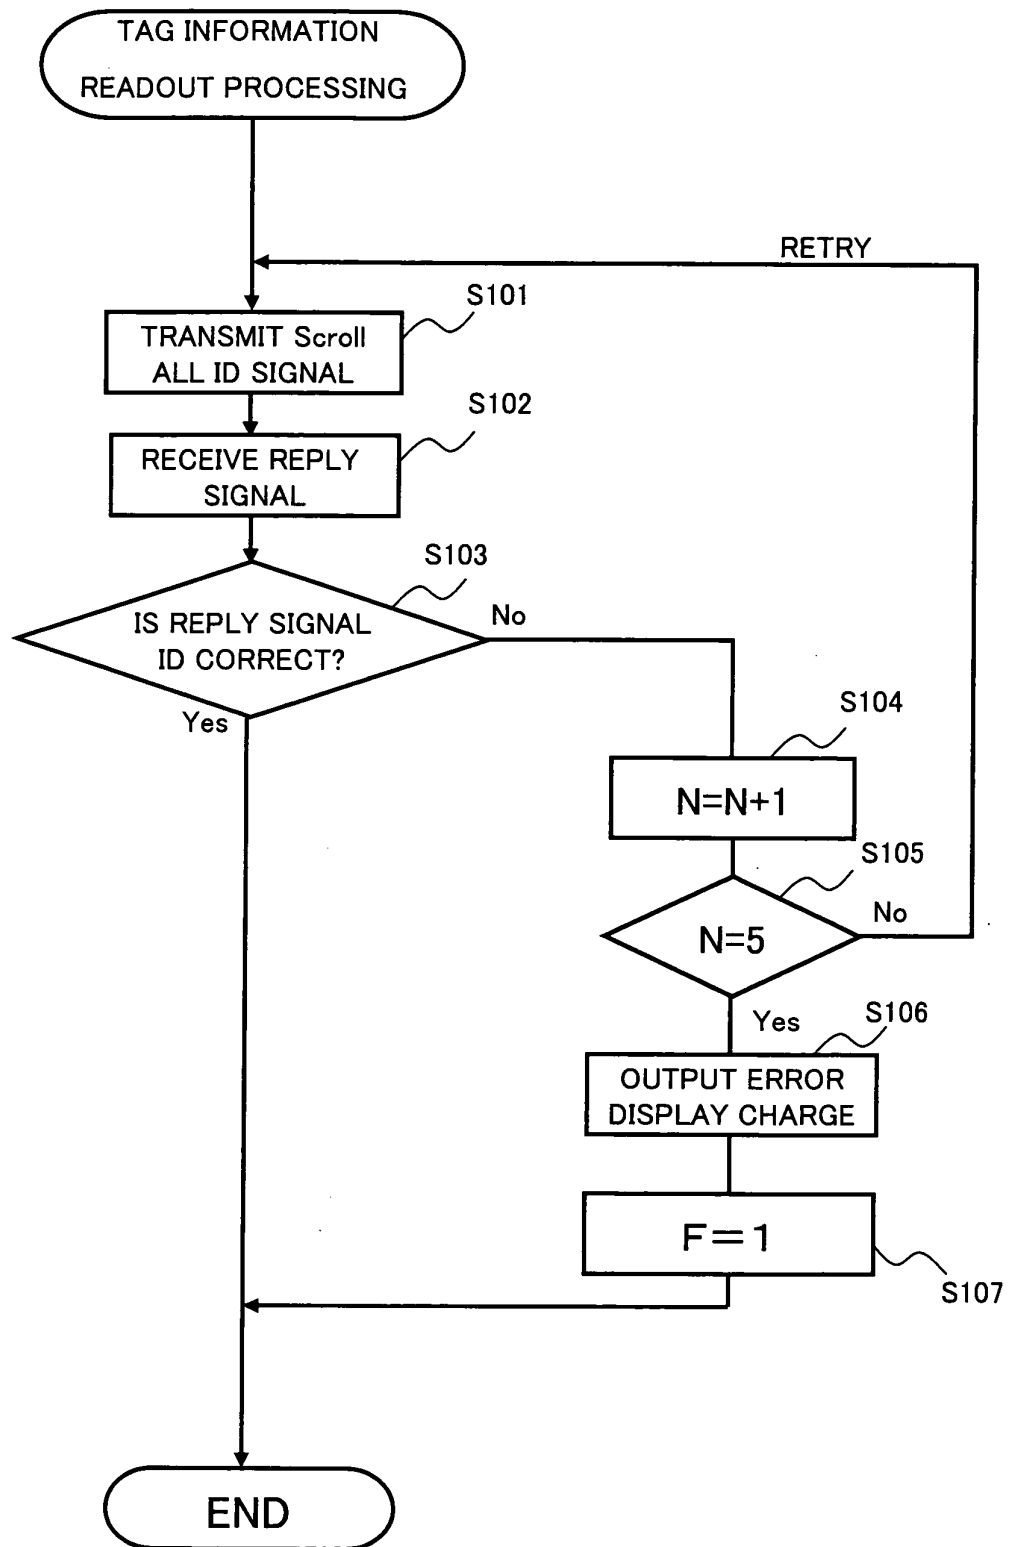 TAG INFORMATION
READOUT PROCESSING
RETRY
S101
TRANSMIT Scroll
ALL ID SIGNAL
S102
RECEIVE REPLY
SIGNAL
S103
IS REPLY SIGNAL
ID CORRECT?
No
Yes
S104
N=N+1
S105
N=5
No
Yes
S106
OUTPUT ERROR
DISPLAY CHARGE
F=1
S107
END